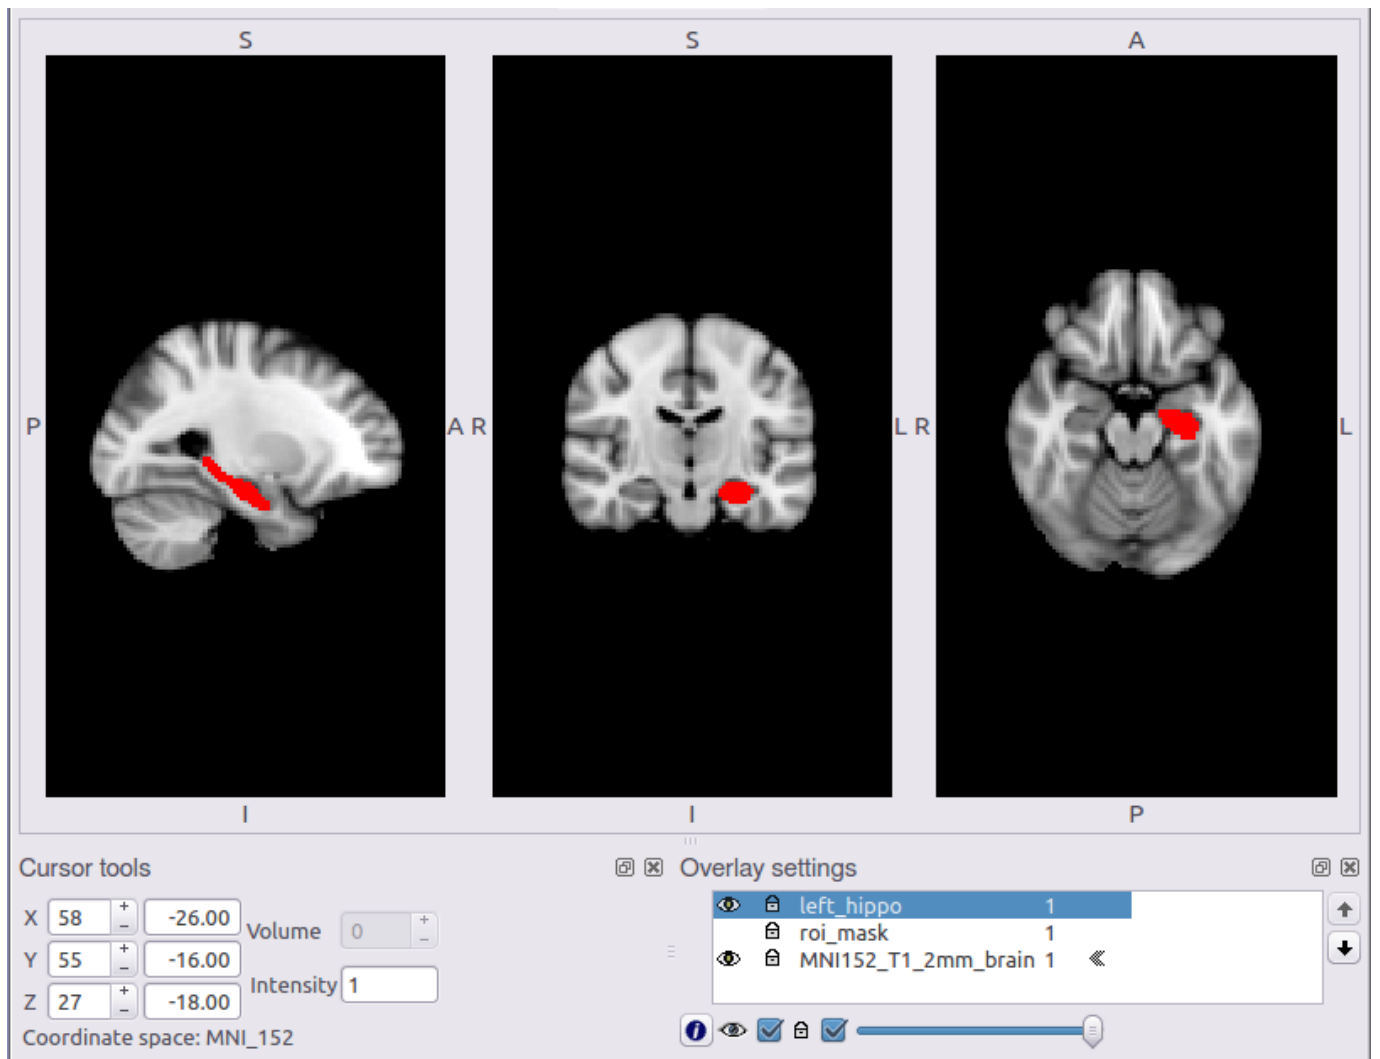 S S A
P A R L R L
I I P
Cursor tools Overlay settings
X 58 + - -26.00 Volume 0 + -
Y 55 + - -16.00 Intensity 1
Z 27 + - -18.00
Coordinate space: MNI_152
left_hippo 1
roi_mask 1
MNI152_T1_2mm_brain 1
i